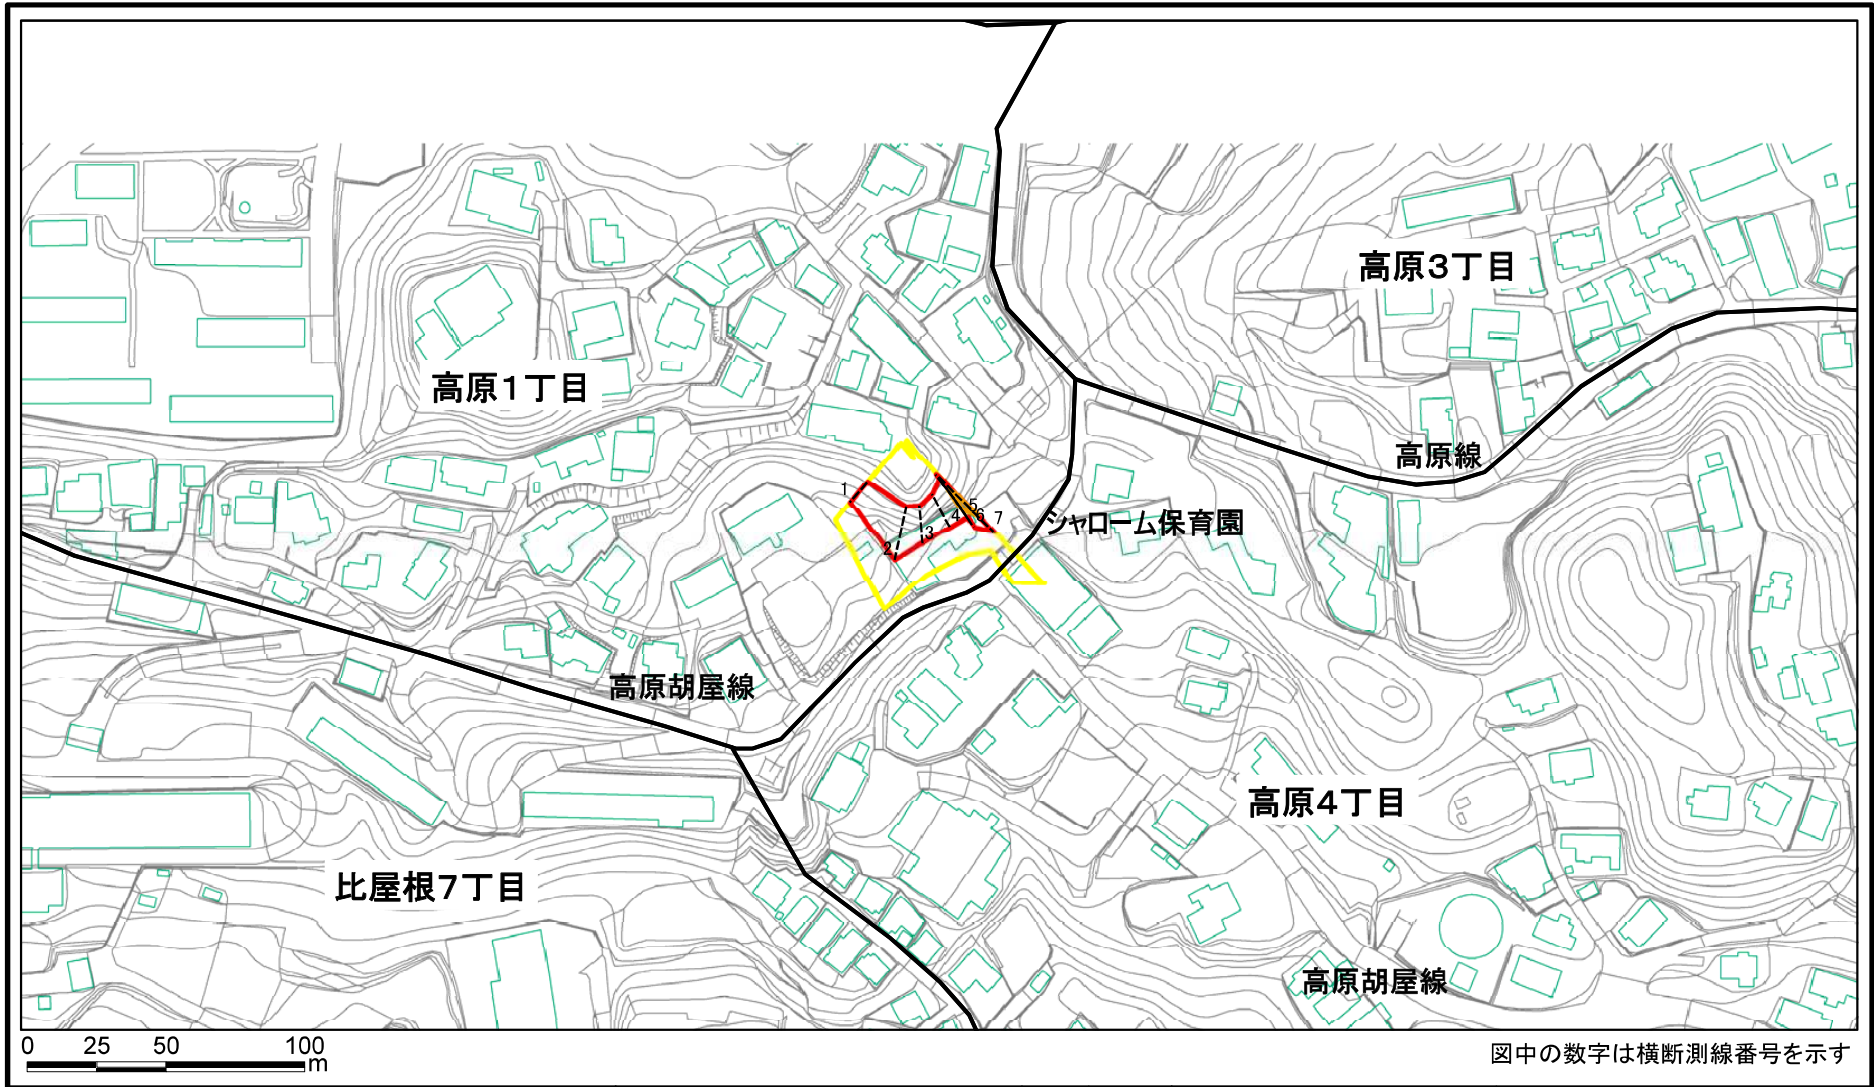 高原3丁目
高原1丁目
高原線
1
5
4
6
7
シャローム保育園
3
2
高原胡屋線
高原4丁目
比屋根7丁目
高原胡屋線
0 25 50 100
m
図中の数字は横断測線番号を示す